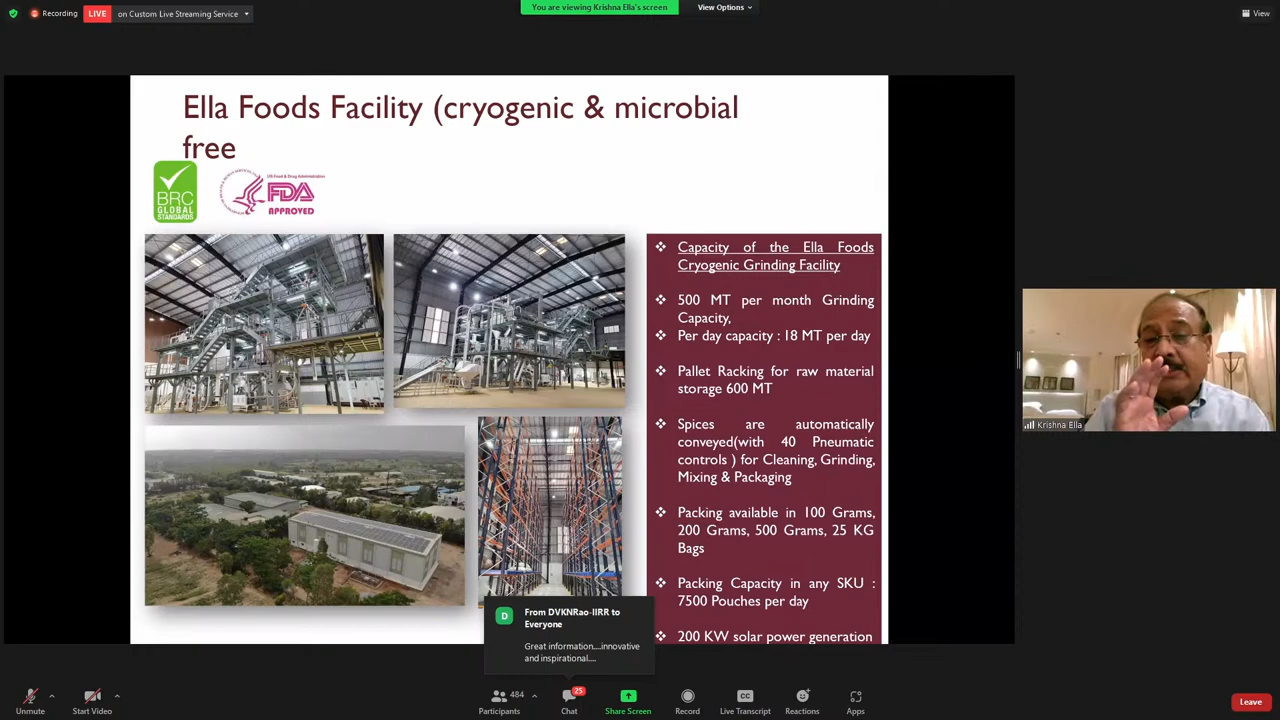 Recording
LIVE
on Custom Live Streaming Service
You are viewing Krishna Ella's screen
View Options
View
Ella Foods Facility (cryogenic & microbial
free
BRC
GLOBAL
STANDARDS
US Food & Drug Administration
FDA
APPROVED
Capacity of the Ella Foods
Cryogenic Grinding Facility
500 MT per month Grinding
Capacity,
Per day capacity : 18 MT per day
Pallet Racking for raw material
storage 600 MT
Spices are automatically
conveyed(with 40 Pneumatic
controls ) for Cleaning, Grinding,
Mixing & Packaging
Packing available in 100 Grams,
200 Grams, 500 Grams, 25 KG
Bags
Packing Capacity in any SKU :
7500 Pouches per day
200 KW solar power generation
Krishna Ella
D
From DVKNRao-IIRR to
Everyone
Great information....innovative
and inspirational....
Unmute
Start Video
484
Participants
25
Chat
Share Screen
Record
CC
Live Transcript
Reactions
Apps
Leave